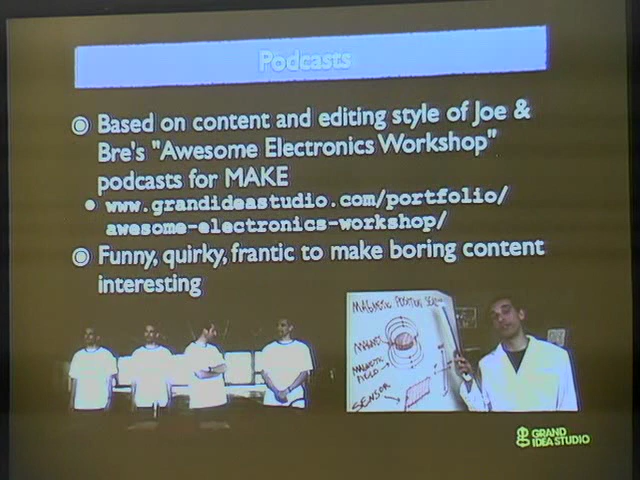 Podcasts
Based on content and editing style of Joe &
Bre's "Awesome Electronics Workshop"
podcasts for MAKE
www.grandideastudio.com/portfolio/
awesome-electronics-workshop/
Funny, quirky, frantic to make boring content
interesting
MAGNETIC POSITION
MAGNET
MAGNETIC
FIELD
SENSOR
GRAND
IDEA STUDIO